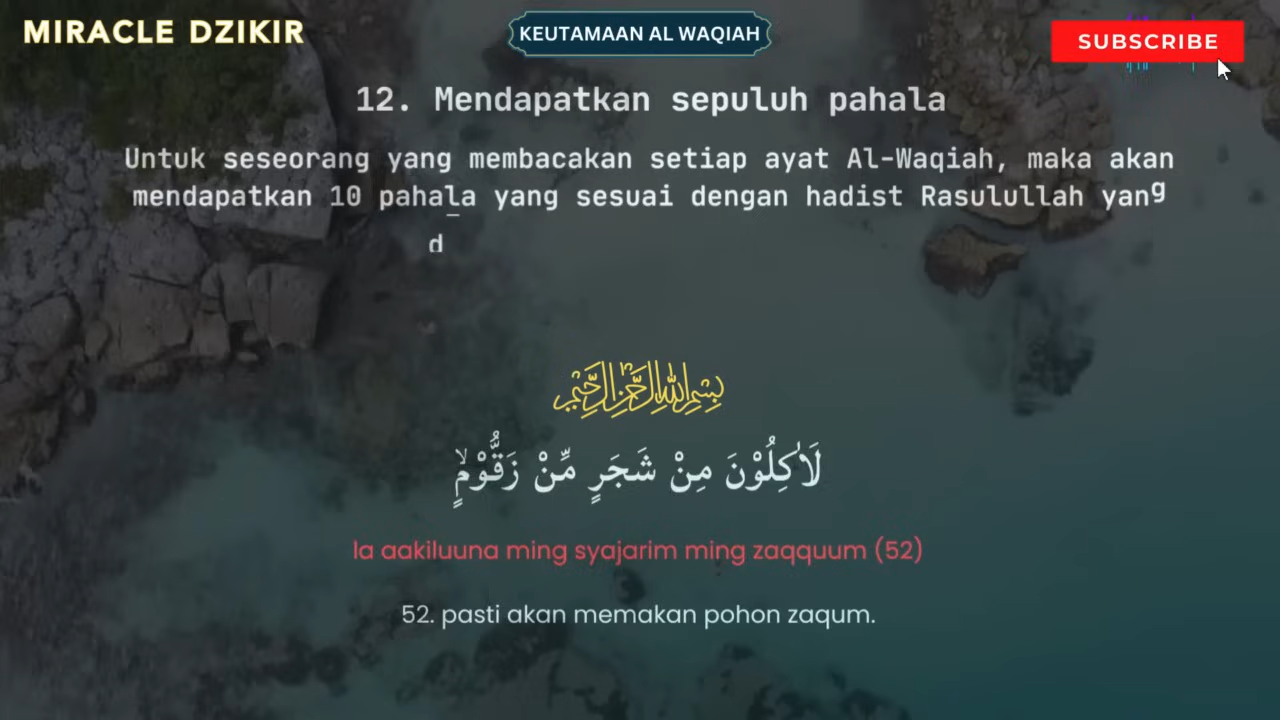 MIRACLE DZIKIR
KEUTAMAAN AL WAQIAH
SUBSCRIBE
12. Mendapatkan sepuluh pahala
Untuk seseorang yang membacakan setiap ayat Al-Waqiah, maka akan
mendapatkan 10 pahala yang sesuai dengan hadist Rasulullah yang
d
بِسْمِ اللهِ الرَّحْمٰنِ الرَّحِيْمِ
لَاٰكِلُوْنَ مِنْ شَجَرٍ مِّنْ زَقُّوْمٍۙ
la aakiluuna ming syajarim ming zaqquum (52)
52. pasti akan memakan pohon zaqum.